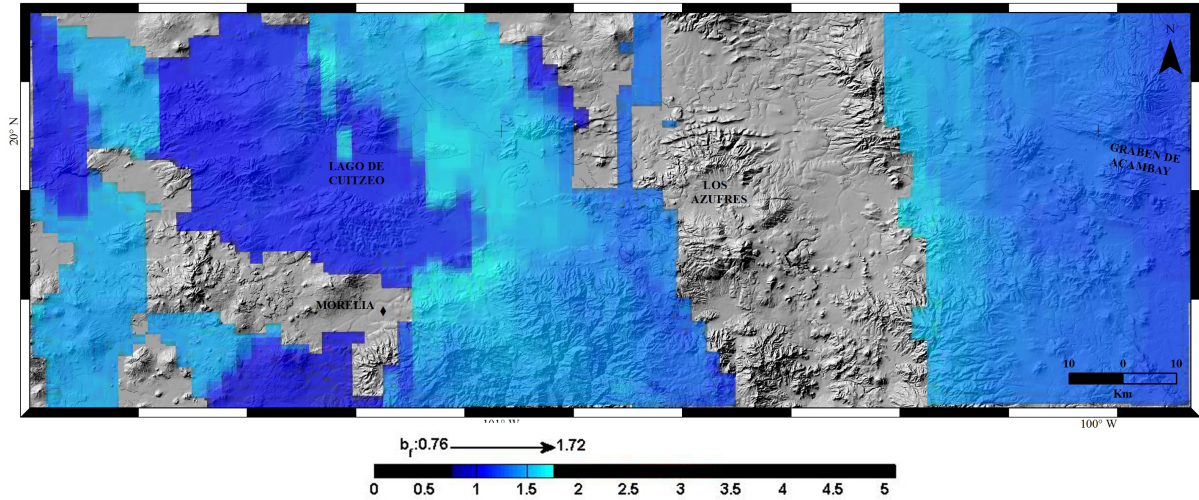 N
20° N
LAGO DE
CUITZEO
GRABEN DE
ACAMBAY
LOS
AZUFRES
MORELIA
10 0 10
Km
101° W
100° W
bf:0.76 1.72
0 0.5 1 1.5 2 2.5 3 3.5 4 4.5 5